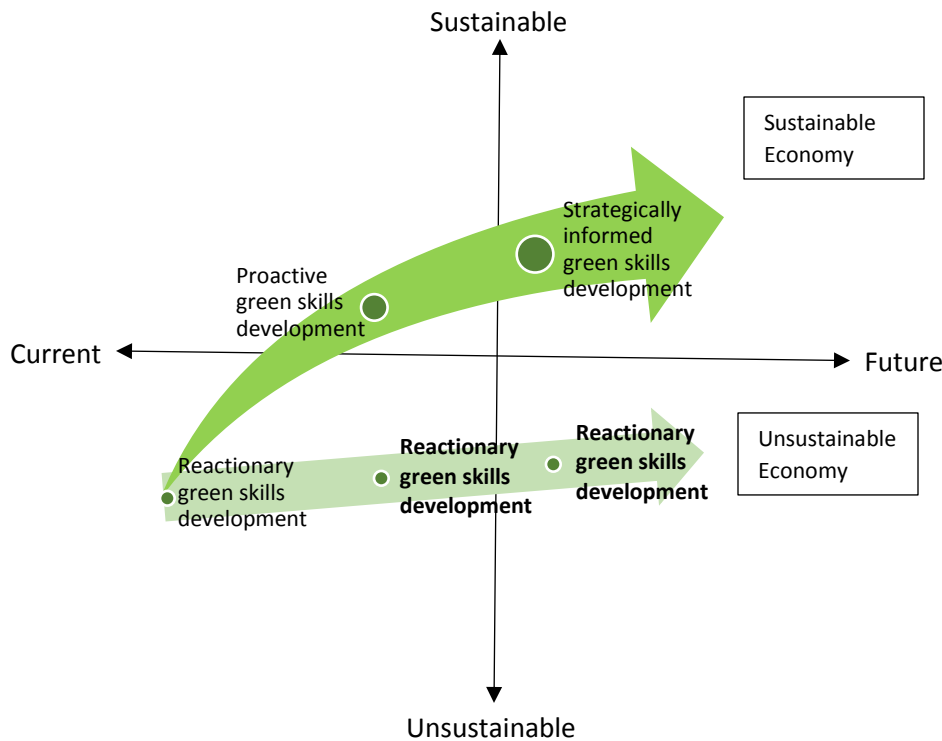 Sustainable
Sustainable
Economy
Strategically
informed
green skills
development
Proactive
green skills
development
Current
Future
Reactionary
green skills
development
Reactionary
green skills
development
Reactionary
green skills
development
Unsustainable
Economy
Unsustainable